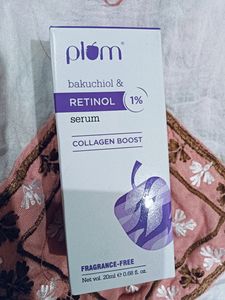 plum
bakuchiol &
RETINOL 1%
serum
COLLAGEN BOOST
FRAGRANCE-FREE
Net vol. 20ml ℮ 0.68 fl. oz.